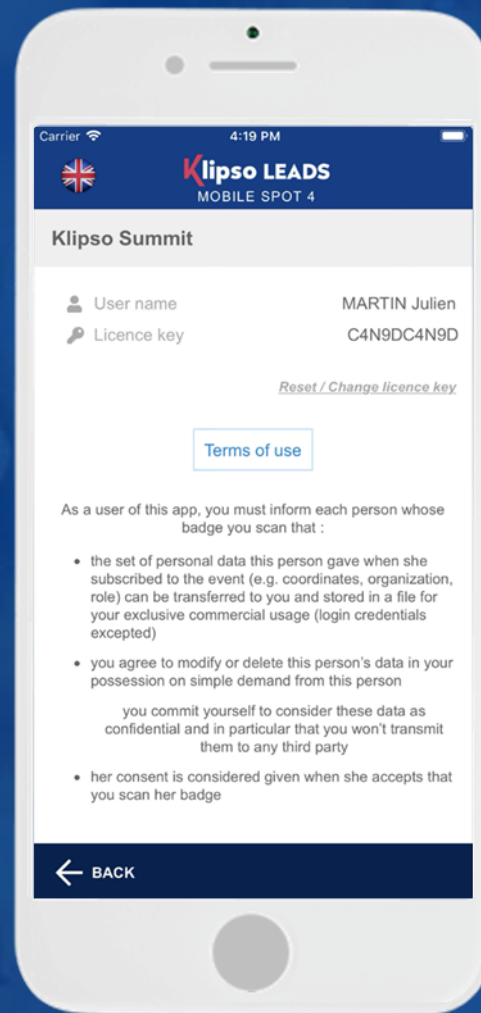 Carrier 4:19 PM
Klipso LEADS
MOBILE SPOT 4
Klipso Summit
User name MARTIN Julien
Licence key C4N9DC4N9D
Reset / Change licence key
Terms of use
As a user of this app, you must inform each person whose
badge you scan that :
• the set of personal data this person gave when she
subscribed to the event (e.g. coordinates, organization,
role) can be transferred to you and stored in a file for
your exclusive commercial usage (login credentials
excepted)
• you agree to modify or delete this person's data in your
possession on simple demand from this person
you commit yourself to consider these data as
confidential and in particular that you won't transmit
them to any third party
• her consent is considered given when she accepts that
you scan her badge
BACK